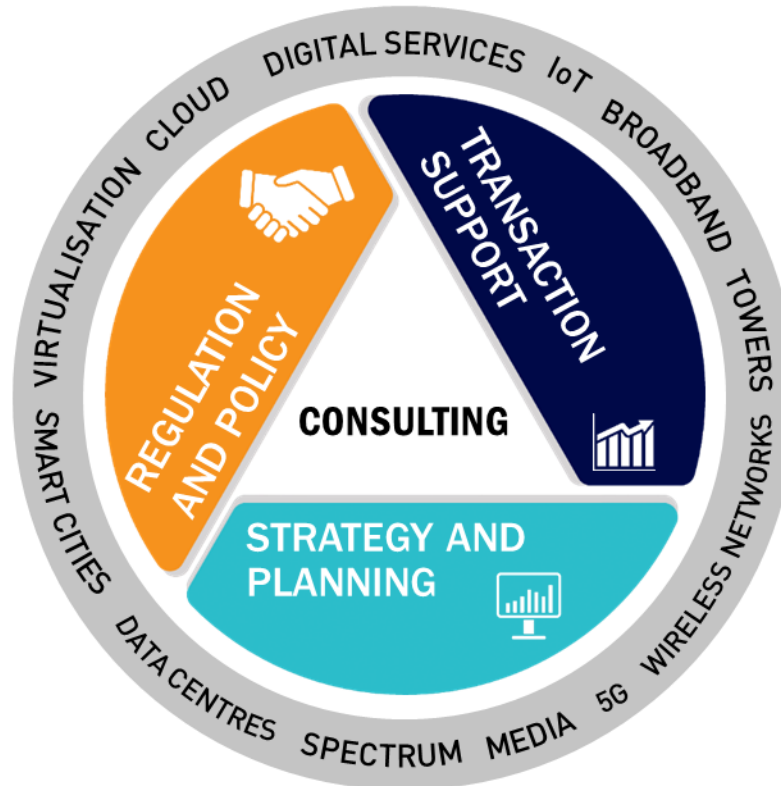 DIGITAL SERVICES
IoT
BROADBAND
TOWERS
WIRELESS NETWORKS
5G
MEDIA
SPECTRUM
DATA CENTRES
SMART CITIES
VIRTUALISATION
CLOUD
TRANSACTION
SUPPORT
REGULATION
AND POLICY
CONSULTING
STRATEGY AND
PLANNING